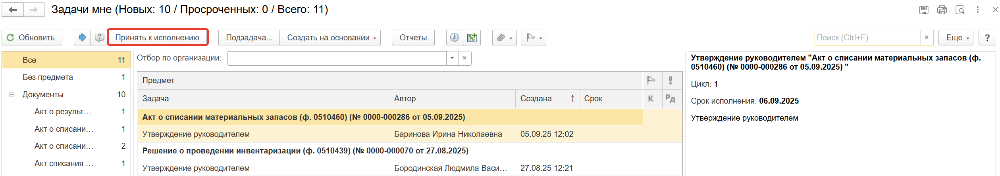 Задачи мне (Новых: 10 / Просроченных: 0 / Всего: 11)
Обновить ? Принять к исполнению Подзадача... Создать на основании Отчеты Поиск (Ctrl+F) × Еще ?
Все 11
Без предмета 1
Документы 10
Акт о результ... 1
Акт о списани... 1
Акт о списани... 2
Акт списания ... 1
Отбор по организации: ×
Предмет
Задача Автор Создана ↑ Срок К РД
Акт о списании материальных запасов (ф. 0510460) (№ 0000-000286 от 05.09.2025)
Утверждение руководителем Баринова Ирина Николаевна 05.09.25 12:02
Решение о проведении инвентаризации (ф. 0510439) (№ 0000-000070 от 27.08.2025)
Утверждение руководителем Бородинская Людмила Васи... 27.08.25 12:21
Утверждение руководителем "Акт о списании материальных запасов (ф.
0510460) (№ 0000-000286 от 05.09.2025) "
Цикл: 1
Срок исполнения: 06.09.2025
Утверждение руководителем